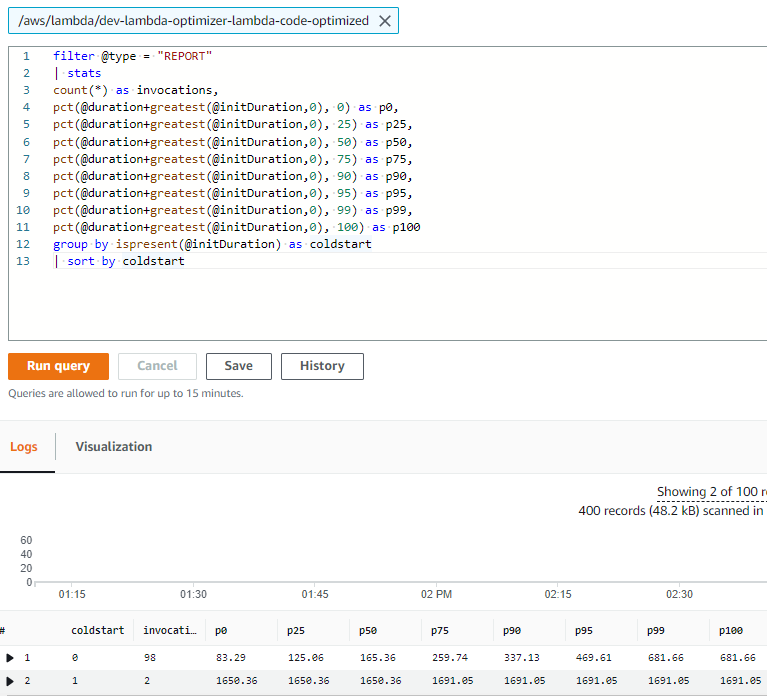 /aws/lambda/dev-lambda-optimizer-lambda-code-optimized
1 filter @type = "REPORT"
2 | stats
3 count(*) as invocations,
4 pct(@duration+greatest(@initDuration,0), 0) as p0,
5 pct(@duration+greatest(@initDuration,0), 25) as p25,
6 pct(@duration+greatest(@initDuration,0), 50) as p50,
7 pct(@duration+greatest(@initDuration,0), 75) as p75,
8 pct(@duration+greatest(@initDuration,0), 90) as p90,
9 pct(@duration+greatest(@initDuration,0), 95) as p95,
10 pct(@duration+greatest(@initDuration,0), 99) as p99,
11 pct(@duration+greatest(@initDuration,0), 100) as p100
12 group by ispresent(@initDuration) as coldstart
13 | sort by coldstart
Run query Cancel Save History
Queries are allowed to run for up to 15 minutes.
Logs Visualization
Showing 2 of 100 r
400 records (48.2 kB) scanned in
60
40
20
0
01:15 01:30 01:45 02 PM 02:15 02:30
# coldstart invocati… p0 p25 p50 p75 p90 p95 p99 p100
1 0 98 83.29 125.06 165.36 259.74 337.13 469.61 681.66 681.66
2 1 2 1650.36 1650.36 1650.36 1691.05 1691.05 1691.05 1691.05 1691.05